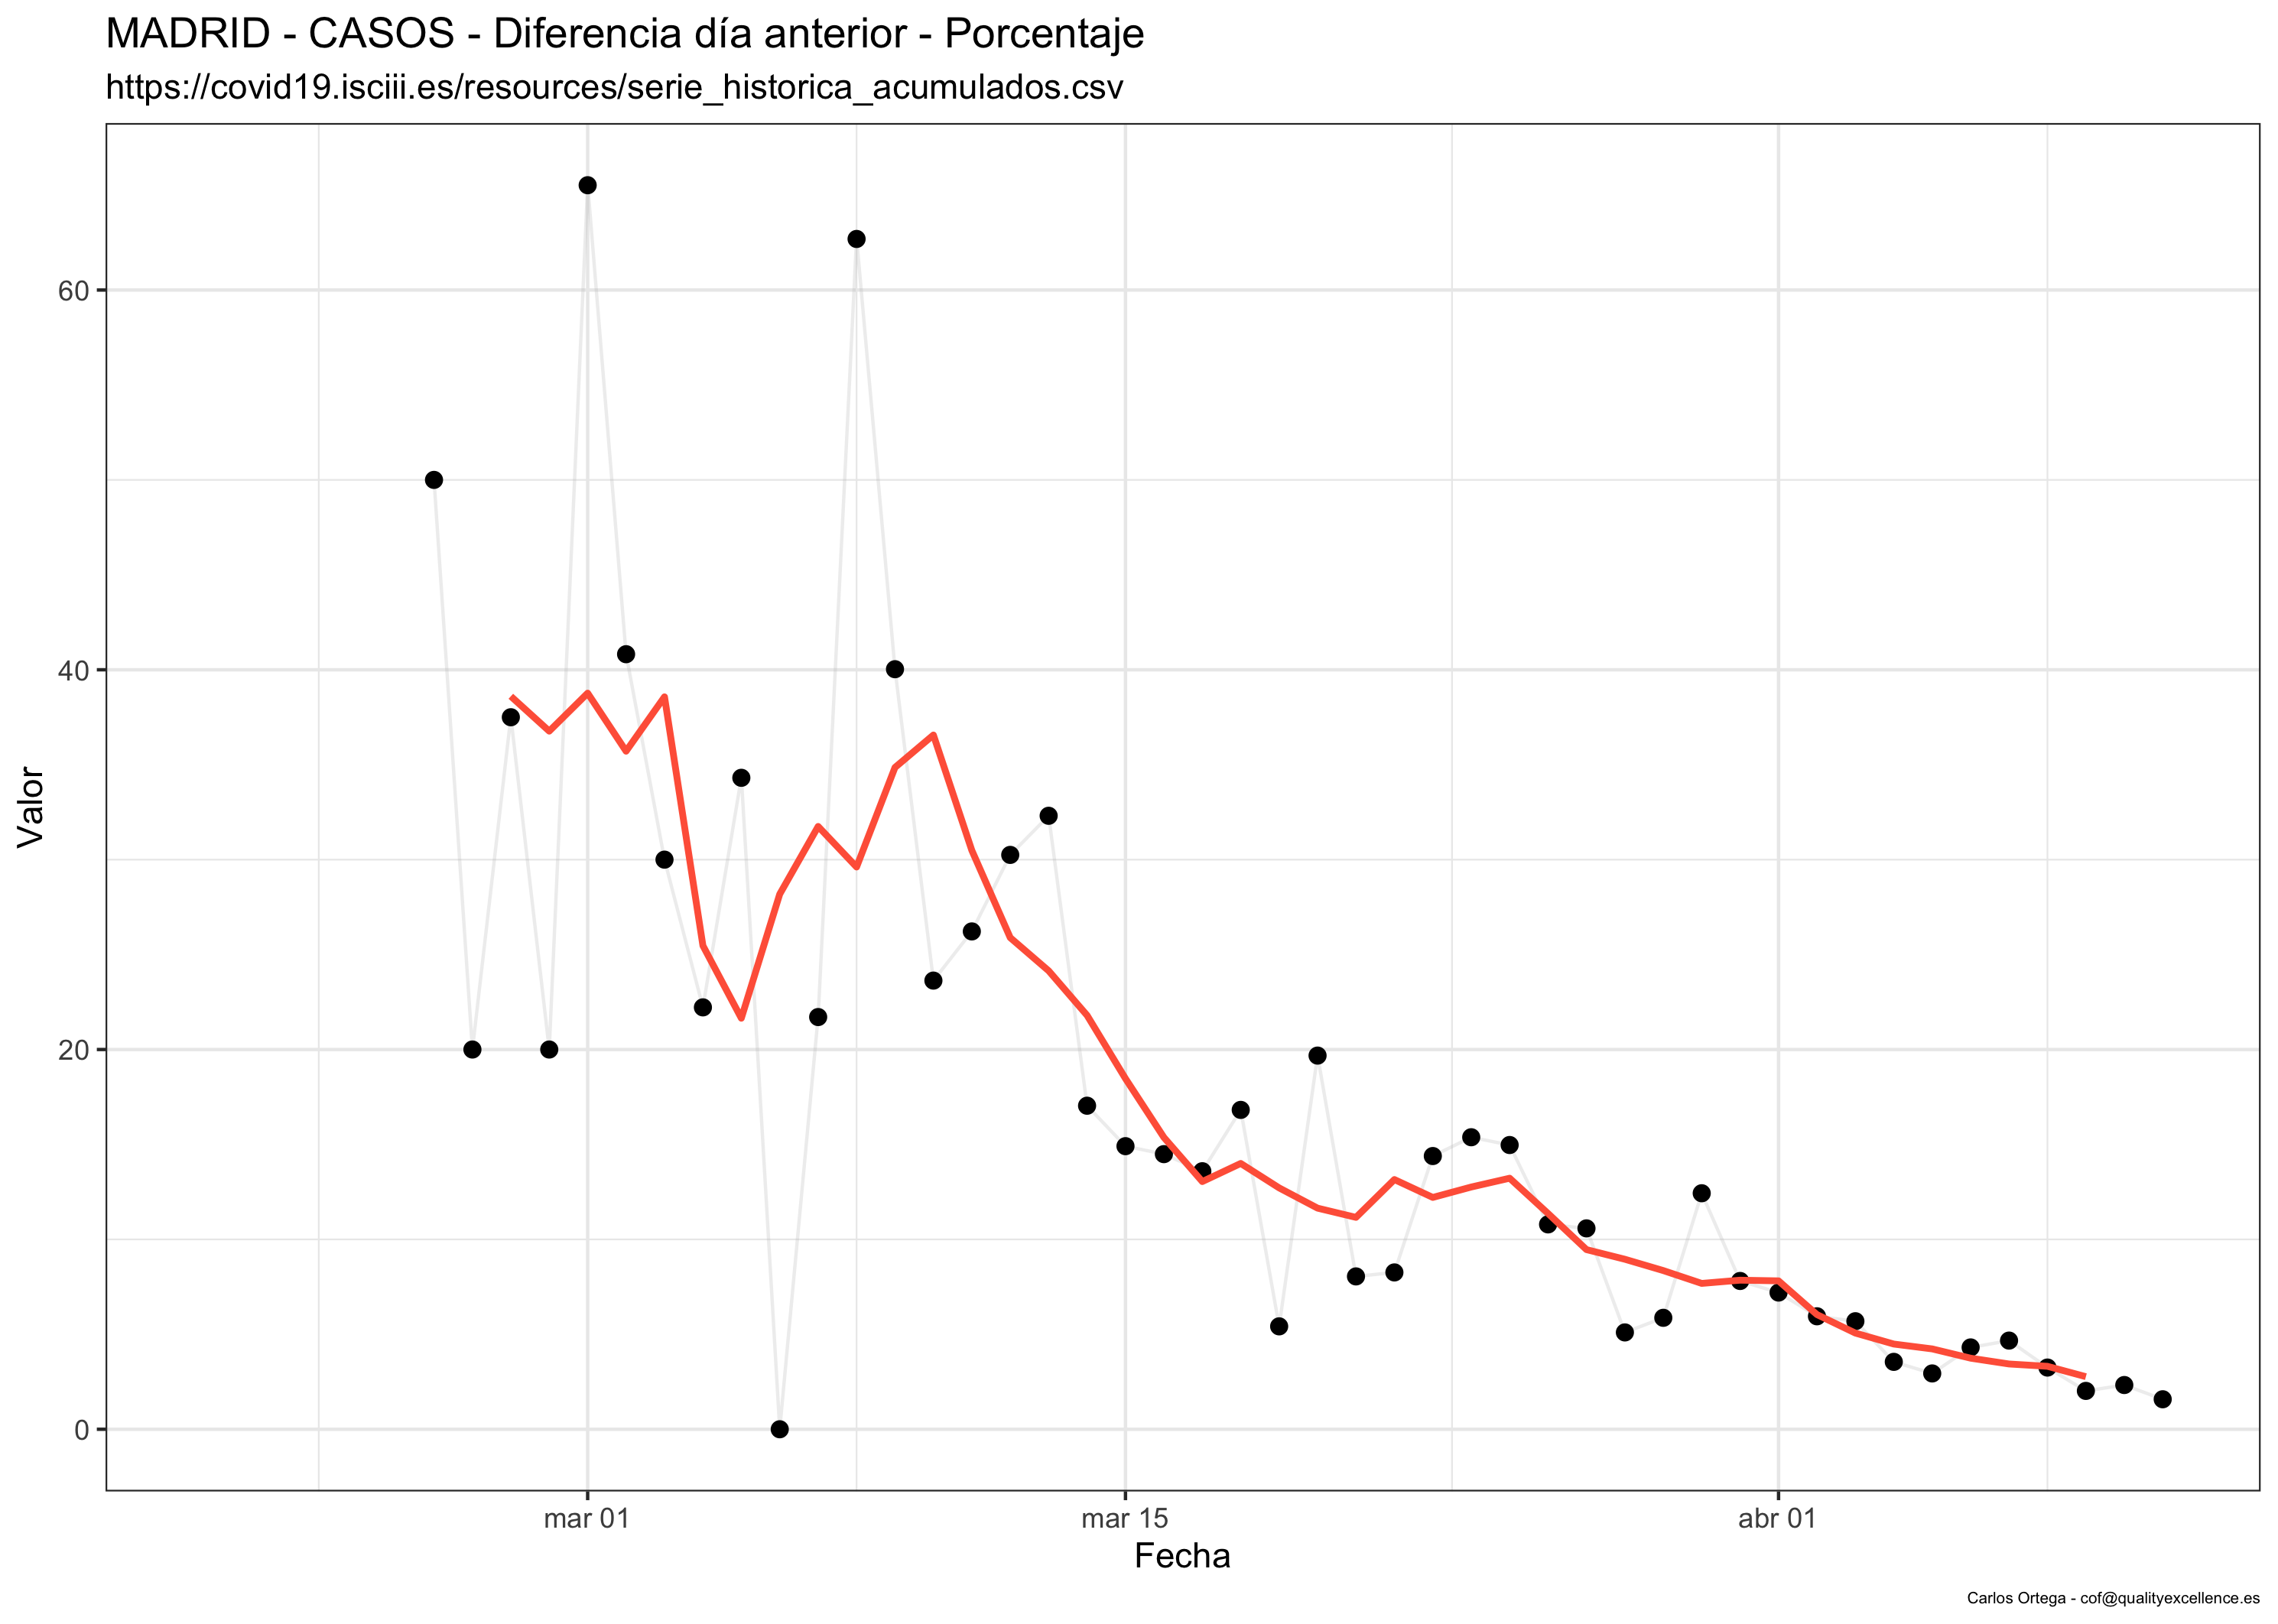 MADRID - CASOS - Diferencia día anterior - Porcentaje
https://covid19.isciii.es/resources/serie_historica_acumulados.csv
Valor
60
40
20
0
mar 01
mar 15
abr 01
Fecha
Carlos Ortega - cof@qualityexcellence.es